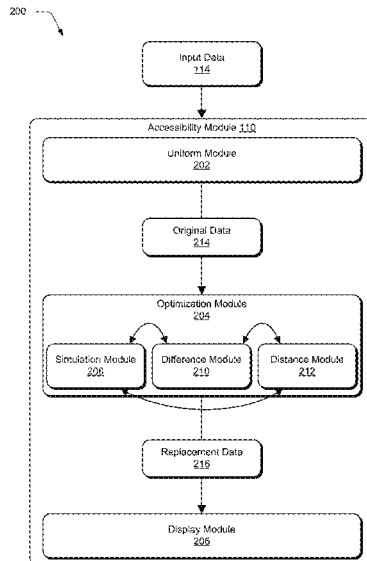 200
Input Data
114
Accessibility Module 110
Uniform Module
202
Original Data
214
Optimization Module
204
Simulation Module
208
Difference Module
210
Distance Module
212
Replacement Data
216
Display Module
206